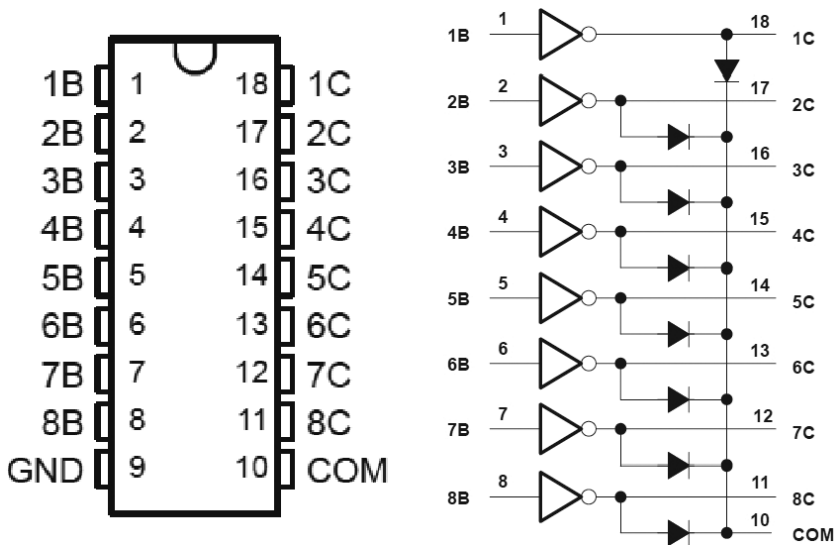 1B 1 18 1C
2B 2 17 2C
3B 3 16 3C
4B 4 15 4C
5B 5 14 5C
6B 6 13 6C
7B 7 12 7C
8B 8 11 8C
GND 9 10 COM
1B 1 18 1C
2B 2 17 2C
3B 3 16 3C
4B 4 15 4C
5B 5 14 5C
6B 6 13 6C
7B 7 12 7C
8B 8 11 8C
10 COM